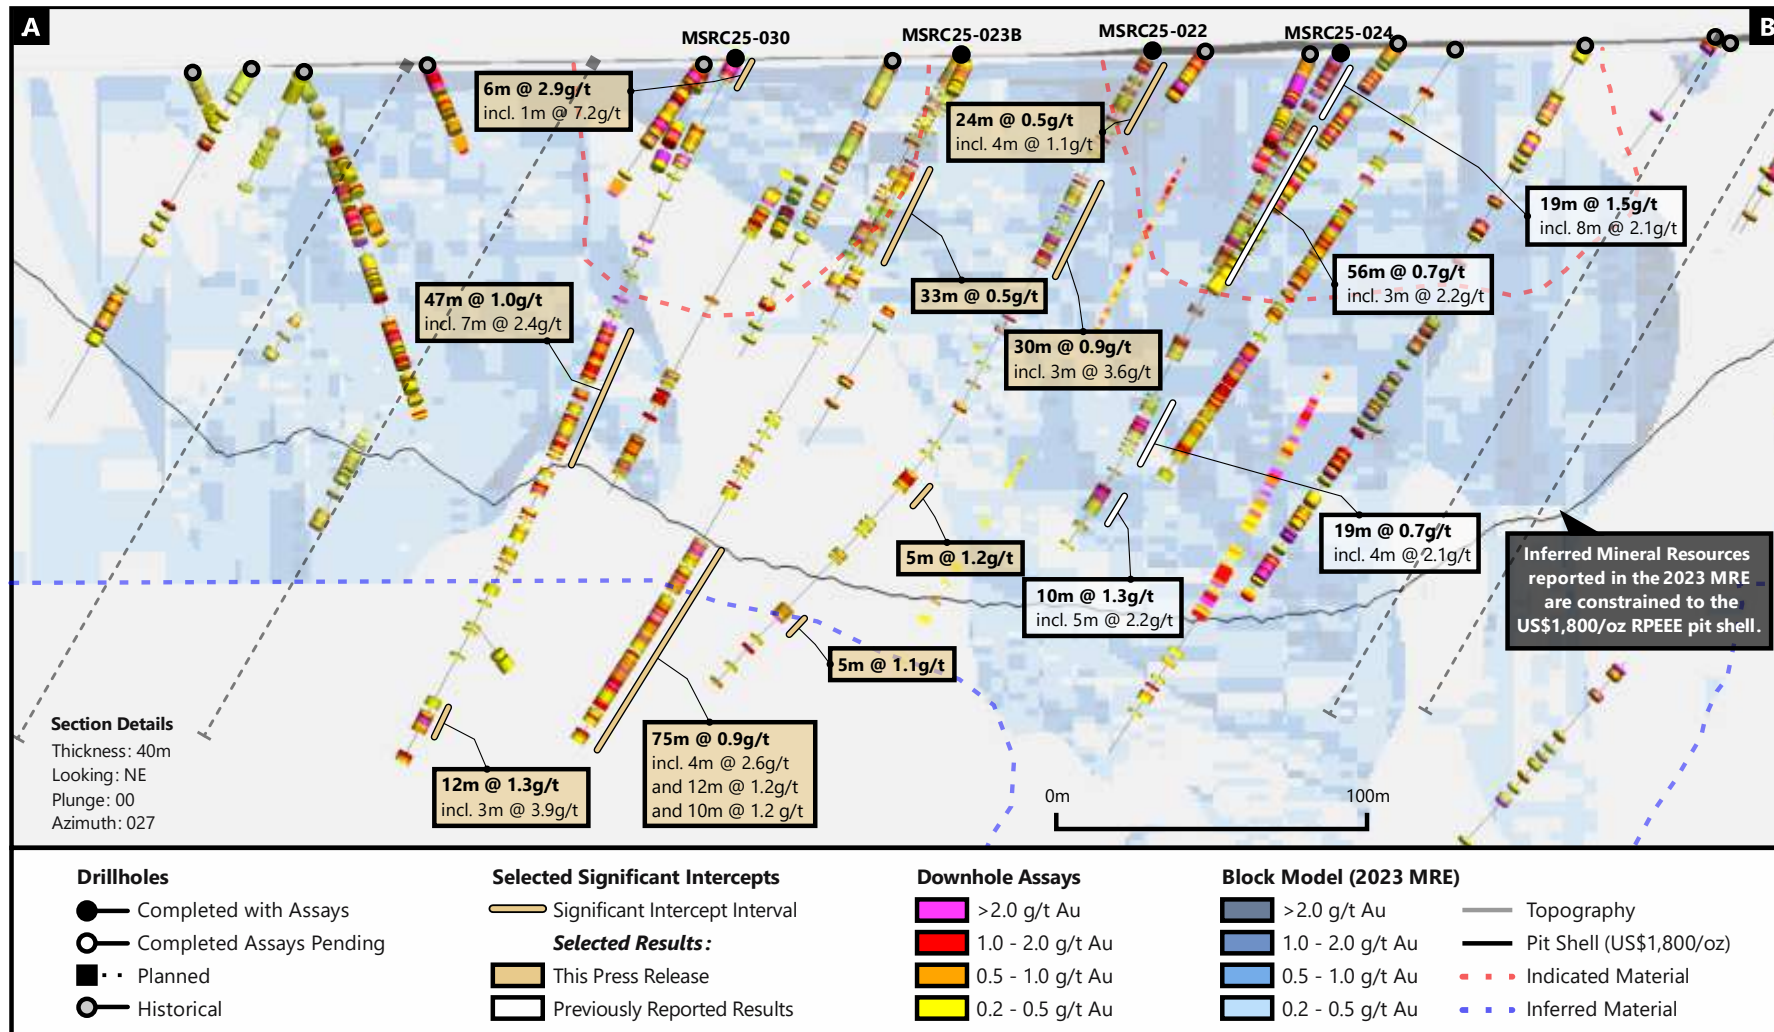 A
B
MSRC25-030
MSRC25-023B
MSRC25-022
MSRC25-024
6m @ 2.9g/t
incl. 1m @ 7.2g/t
24m @ 0.5g/t
incl. 4m @ 1.1g/t
19m @ 1.5g/t
incl. 8m @ 2.1g/t
47m @ 1.0g/t
incl. 7m @ 2.4g/t
33m @ 0.5g/t
56m @ 0.7g/t
incl. 3m @ 2.2g/t
30m @ 0.9g/t
incl. 3m @ 3.6g/t
5m @ 1.2g/t
19m @ 0.7g/t
incl. 4m @ 2.1g/t
10m @ 1.3g/t
incl. 5m @ 2.2g/t
Inferred Mineral Resources
reported in the 2023 MRE
are constrained to the
US$1,800/oz RPEEE pit shell.
5m @ 1.1g/t
75m @ 0.9g/t
incl. 4m @ 2.6g/t
and 12m @ 1.2g/t
and 10m @ 1.2 g/t
12m @ 1.3g/t
incl. 3m @ 3.9g/t
Section Details
Thickness: 40m
Looking: NE
Plunge: 00
Azimuth: 027
0m
100m
Drillholes
Completed with Assays
Completed Assays Pending
Planned
Historical
Selected Significant Intercepts
Significant Intercept Interval
Selected Results:
This Press Release
Previously Reported Results
Downhole Assays
>2.0 g/t Au
1.0 - 2.0 g/t Au
0.5 - 1.0 g/t Au
0.2 - 0.5 g/t Au
Block Model (2023 MRE)
>2.0 g/t Au
1.0 - 2.0 g/t Au
0.5 - 1.0 g/t Au
0.2 - 0.5 g/t Au
Topography
Pit Shell (US$1,800/oz)
Indicated Material
Inferred Material